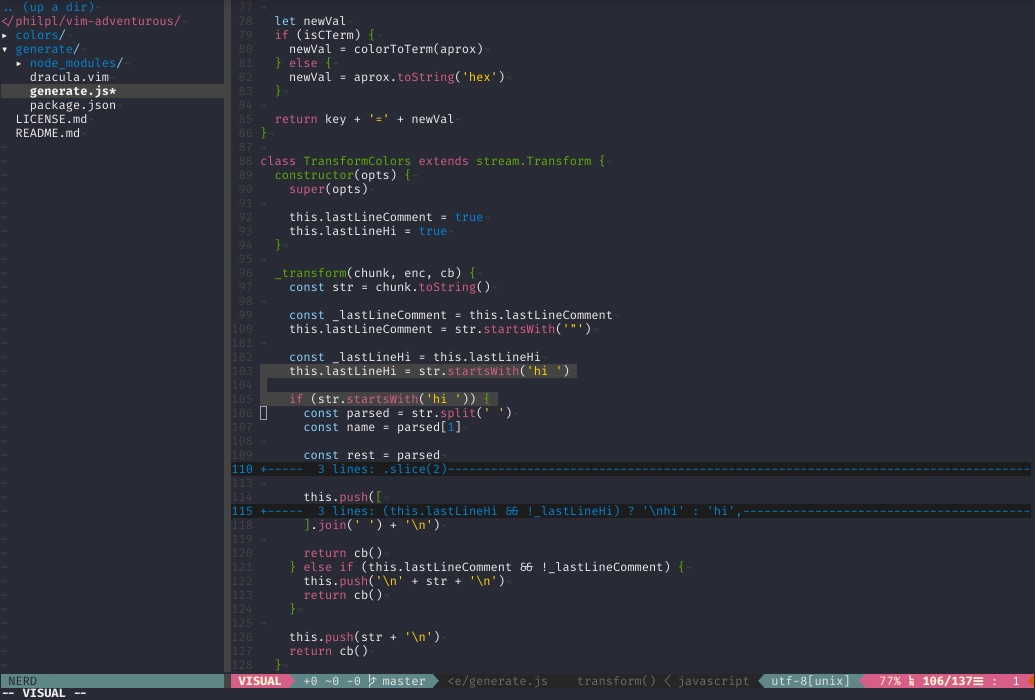 .. (up a dir)
</philpl/vim-adventurous/
▸ colors/
▾ generate/
▸ node_modules/
dracula.vim
generate.js*
package.json
LICENSE.md
README.md
NERD
77 ¬
78 let newVal¬
79 if (isCTerm) {¬
80 newVal = colorToTerm(aprox)¬
81 } else {¬
82 newVal = aprox.toString('hex')¬
83 }¬
84 ¬
85 return key + '=' + newVal¬
86 }¬
87 ¬
88 class TransformColors extends stream.Transform {¬
89 constructor(opts) {¬
90 super(opts)¬
91 ¬
92 this.lastLineComment = true¬
93 this.lastLineHi = true¬
94 }¬
95 ¬
96 _transform(chunk, enc, cb) {¬
97 const str = chunk.toString()¬
98 ¬
99 const _lastLineComment = this.lastLineComment¬
100 this.lastLineComment = str.startsWith('"')¬
101 ¬
102 const _lastLineHi = this.lastLineHi¬
103 this.lastLineHi = str.startsWith('hi ')
104
105 if (str.startsWith('hi ')) {
106 const parsed = str.split(' ')¬
107 const name = parsed[1]¬
108 ¬
109 const rest = parsed¬
110 +----- 3 lines: .slice(2)---------------------------------------------------------------------------------
113 ¬
114 this.push([¬
115 +----- 3 lines: (this.lastLineHi && !_lastLineHi) ? '\nhi' : 'hi',----------------------------------------
118 ].join(' ') + '\n')¬
119 ¬
120 return cb()¬
121 } else if (this.lastLineComment && !_lastLineComment) {¬
122 this.push('\n' + str + '\n')¬
123 return cb()¬
124 }¬
125 ¬
126 this.push(str + '\n')¬
127 return cb()¬
128 }¬
VISUAL +0 ~0 -0 master <e/generate.js transform() < javascript utf-8[unix] 77% 106/137 : 1
-- VISUAL --